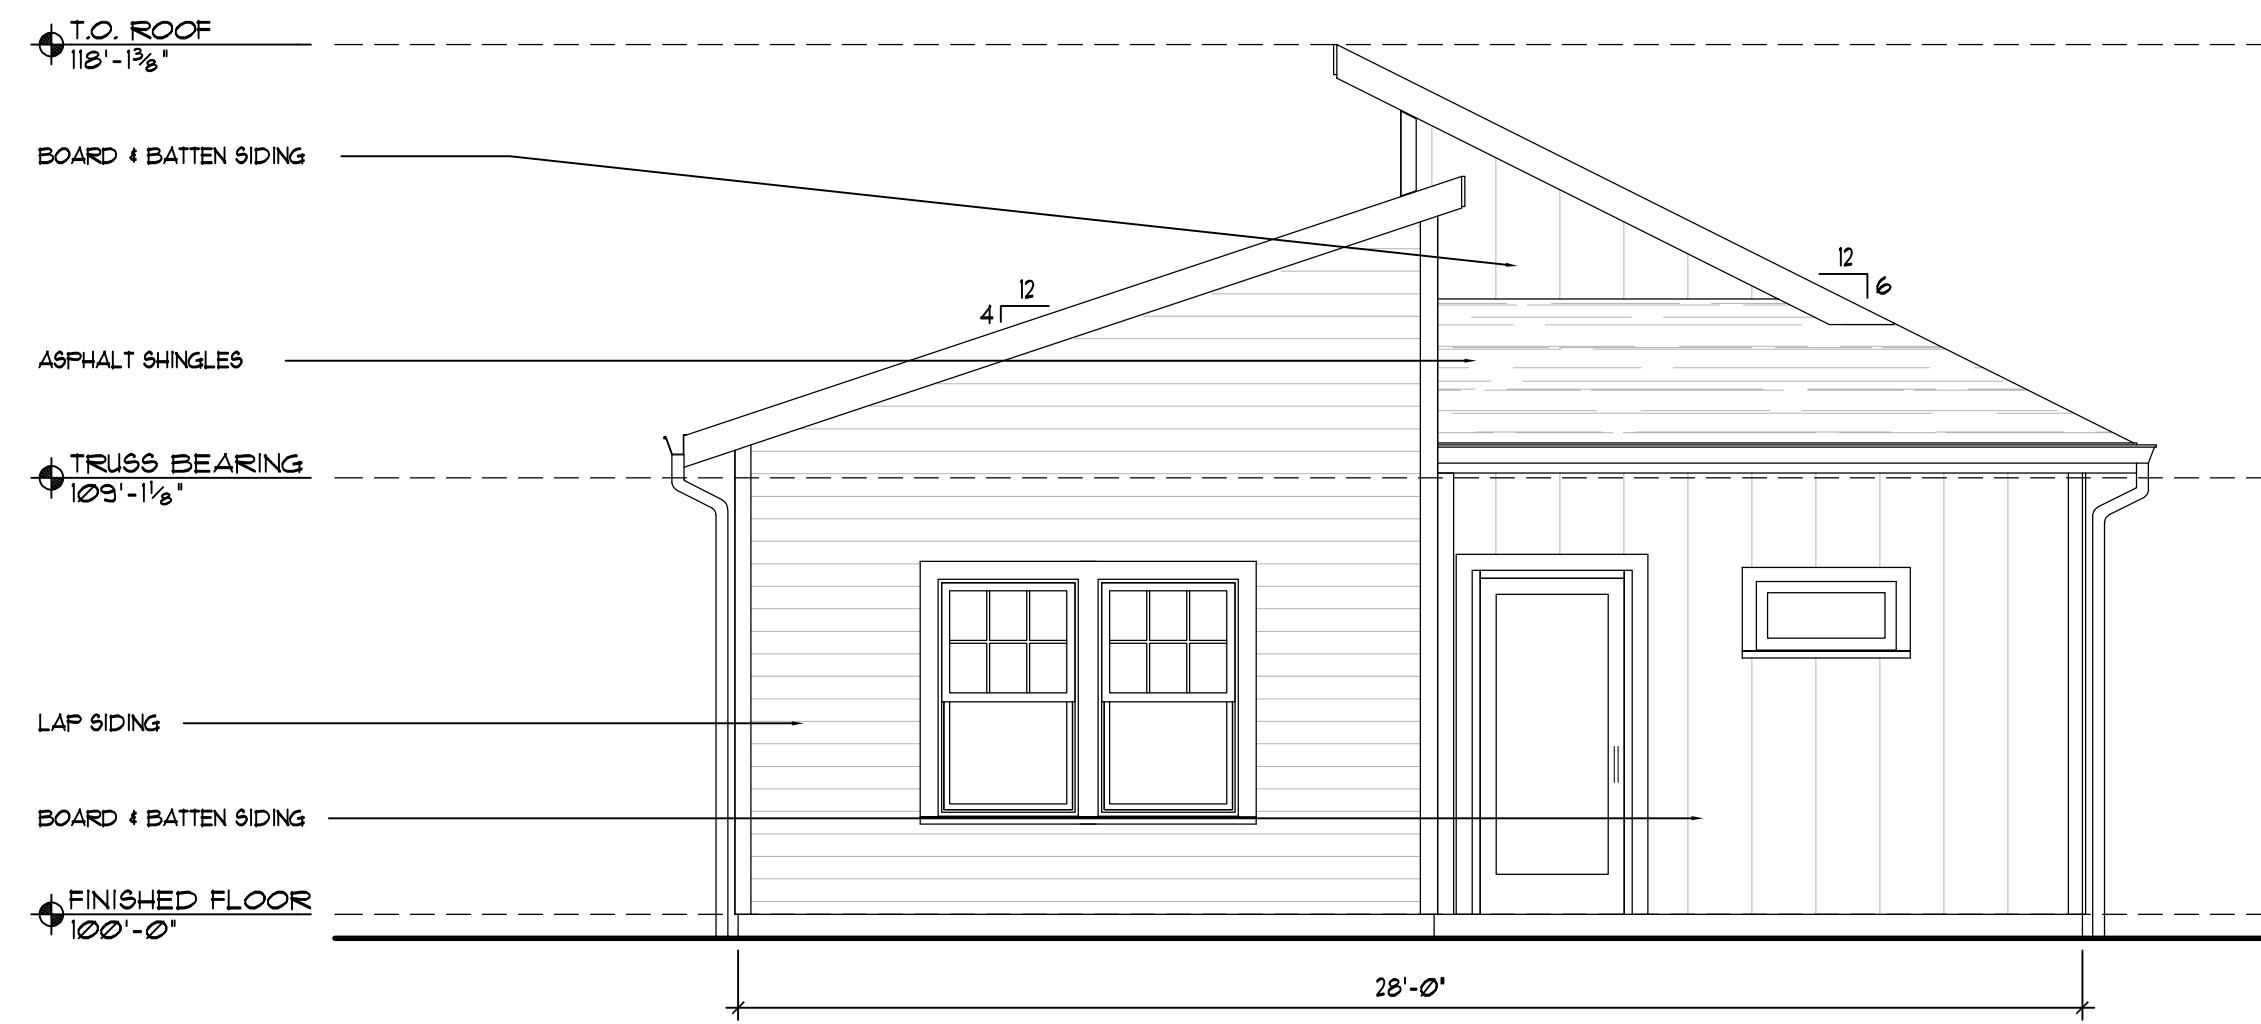 T.O. ROOF
118'-1⅜"
BOARD & BATTEN SIDING
12
6
12
4
ASPHALT SHINGLES
TRUSS BEARING
109'-1⅛"
LAP SIDING
BOARD & BATTEN SIDING
FINISHED FLOOR
100'-0"
28'-0"